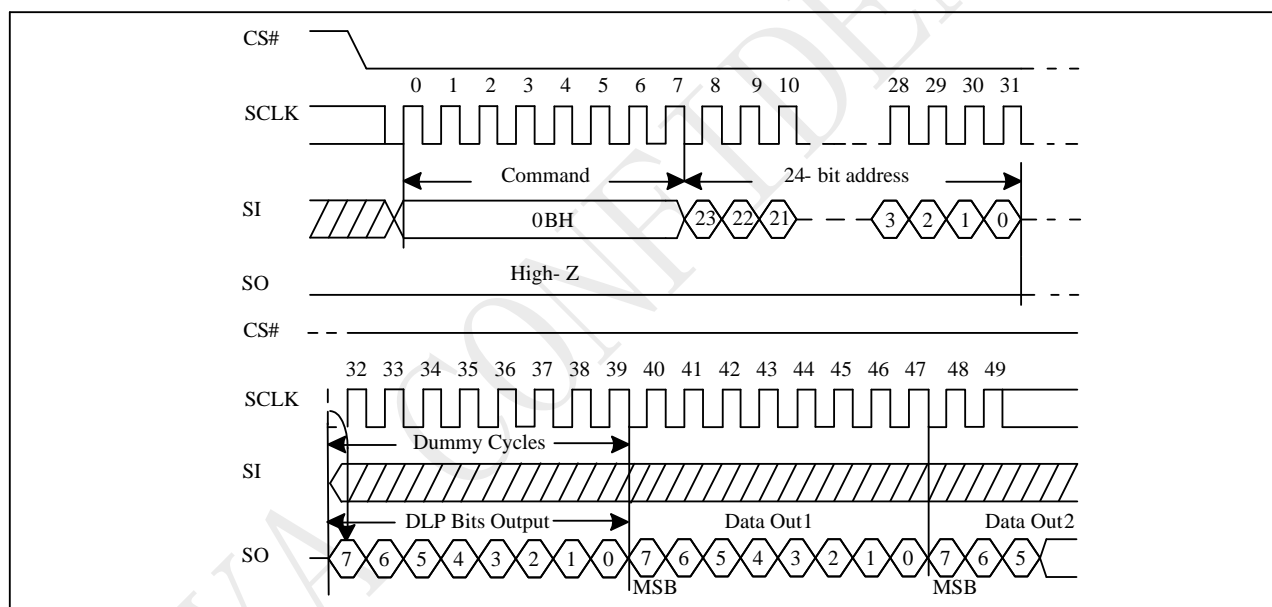 CS#
0 1 2 3 4 5 6 7 8 9 10 28 29 30 31
SCLK
Command 24- bit address
SI 0BH 23 22 21 3 2 1 0
High- Z
SO
CS#
32 33 34 35 36 37 38 39 40 41 42 43 44 45 46 47 48 49
SCLK
Dummy Cycles
SI
DLP Bits Output Data Out1 Data Out2
SO 7 6 5 4 3 2 1 0 7 6 5 4 3 2 1 0 7 6 5
MSB MSB